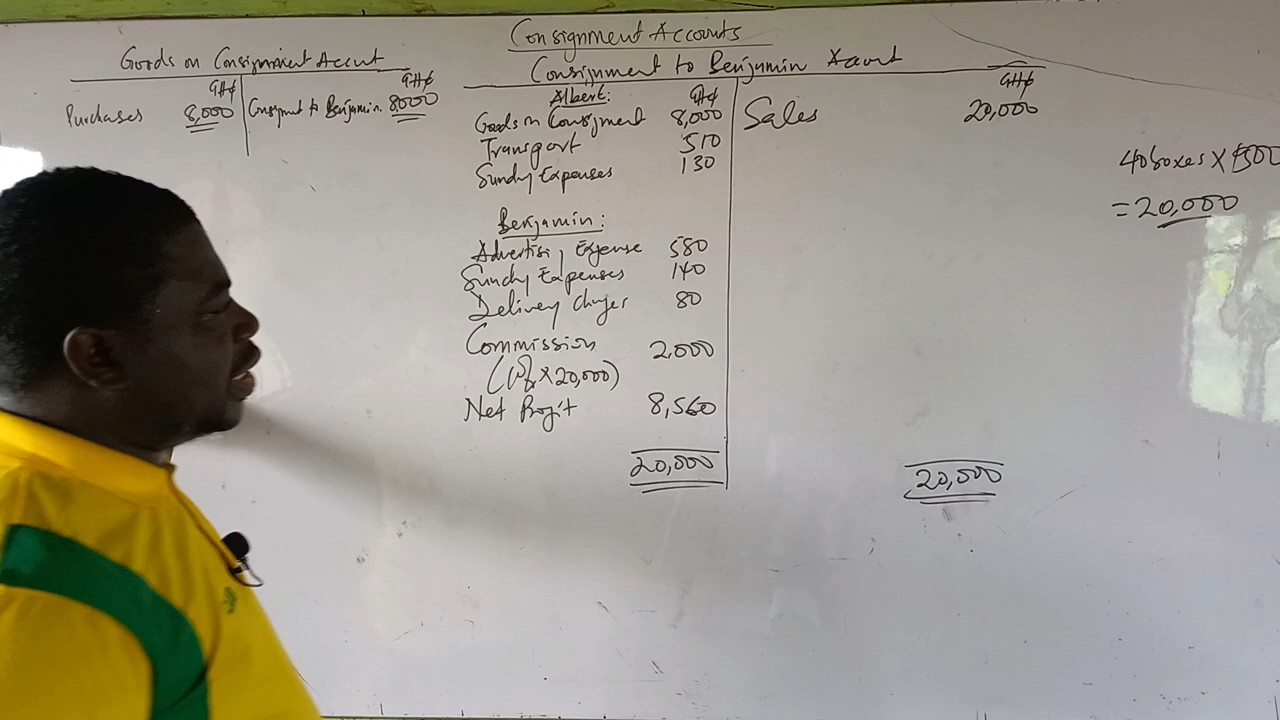 Consignment Accounts
Goods on Consignment Account
GH¢ GH¢
Purchases 8,000 Consignment to Benjamin 8,000
Consignment to Benjamin Account
Albert: GH¢ GH¢
Goods on Consignment 8,000 Sales 20,000
Transport 510
Sundry Expenses 130
Benjamin:
Advertising Expense 580
Sundry Expenses 140
Delivery charges 80
Commission 2,000
(10% X 20,000)
Net Profit 8,560
20,000 20,000
40 boxes X ¢500
= 20,000